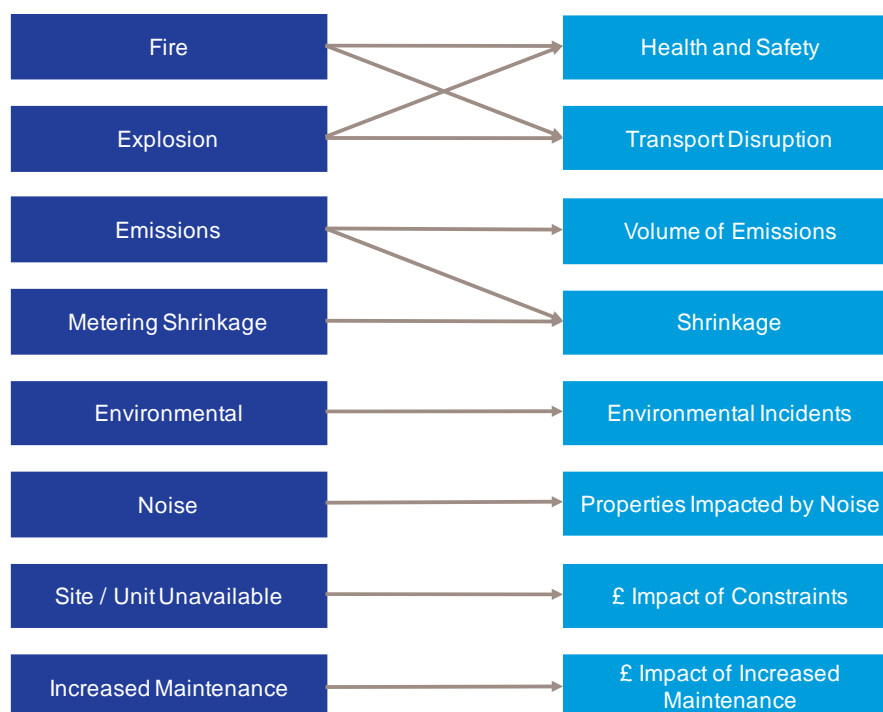 Fire
Health and Safety
Explosion
Transport Disruption
Emissions
Volume of Emissions
Metering Shrinkage
Shrinkage
Environmental
Environmental Incidents
Noise
Properties Impacted by Noise
Site / Unit Unavailable
£ Impact of Constraints
Increased Maintenance
£ Impact of Increased
Maintenance